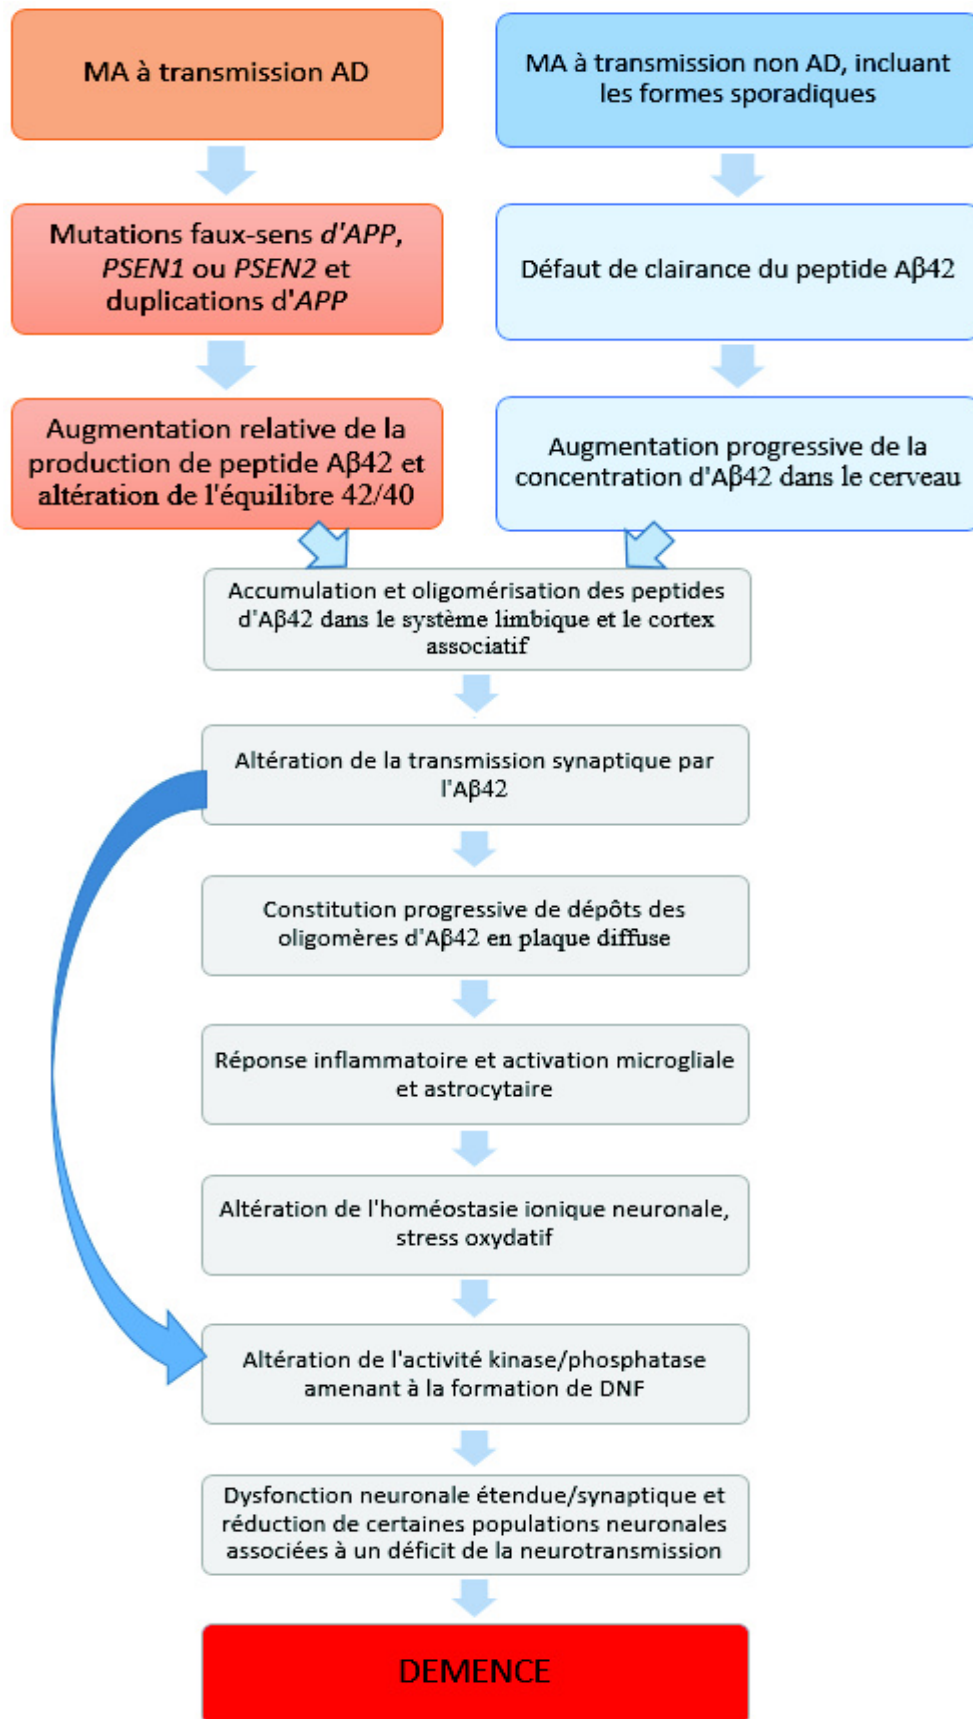 MA à transmission AD
MA à transmission non AD, incluant
les formes sporadiques
Mutations faux-sens d'APP,
PSEN1 ou PSEN2 et
duplications d'APP
Défaut de clairance du peptide Aβ42
Augmentation relative de la
production de peptide Aβ42 et
altération de l'équilibre 42/40
Augmentation progressive de la
concentration d'Aβ42 dans le cerveau
Accumulation et oligomérisation des peptides
d'Aβ42 dans le système limbique et le cortex
associatif
Altération de la transmission synaptique par
l'Aβ42
Constitution progressive de dépôts des
oligomères d'Aβ42 en plaque diffuse
Réponse inflammatoire et activation microgliale
et astrocytaire
Altération de l'homéostasie ionique neuronale,
stress oxydatif
Altération de l'activité kinase/phosphatase
amenant à la formation de DNF
Dysfonction neuronale étendue/synaptique et
réduction de certaines populations neuronales
associées à un déficit de la neurotransmission
DEMENCE